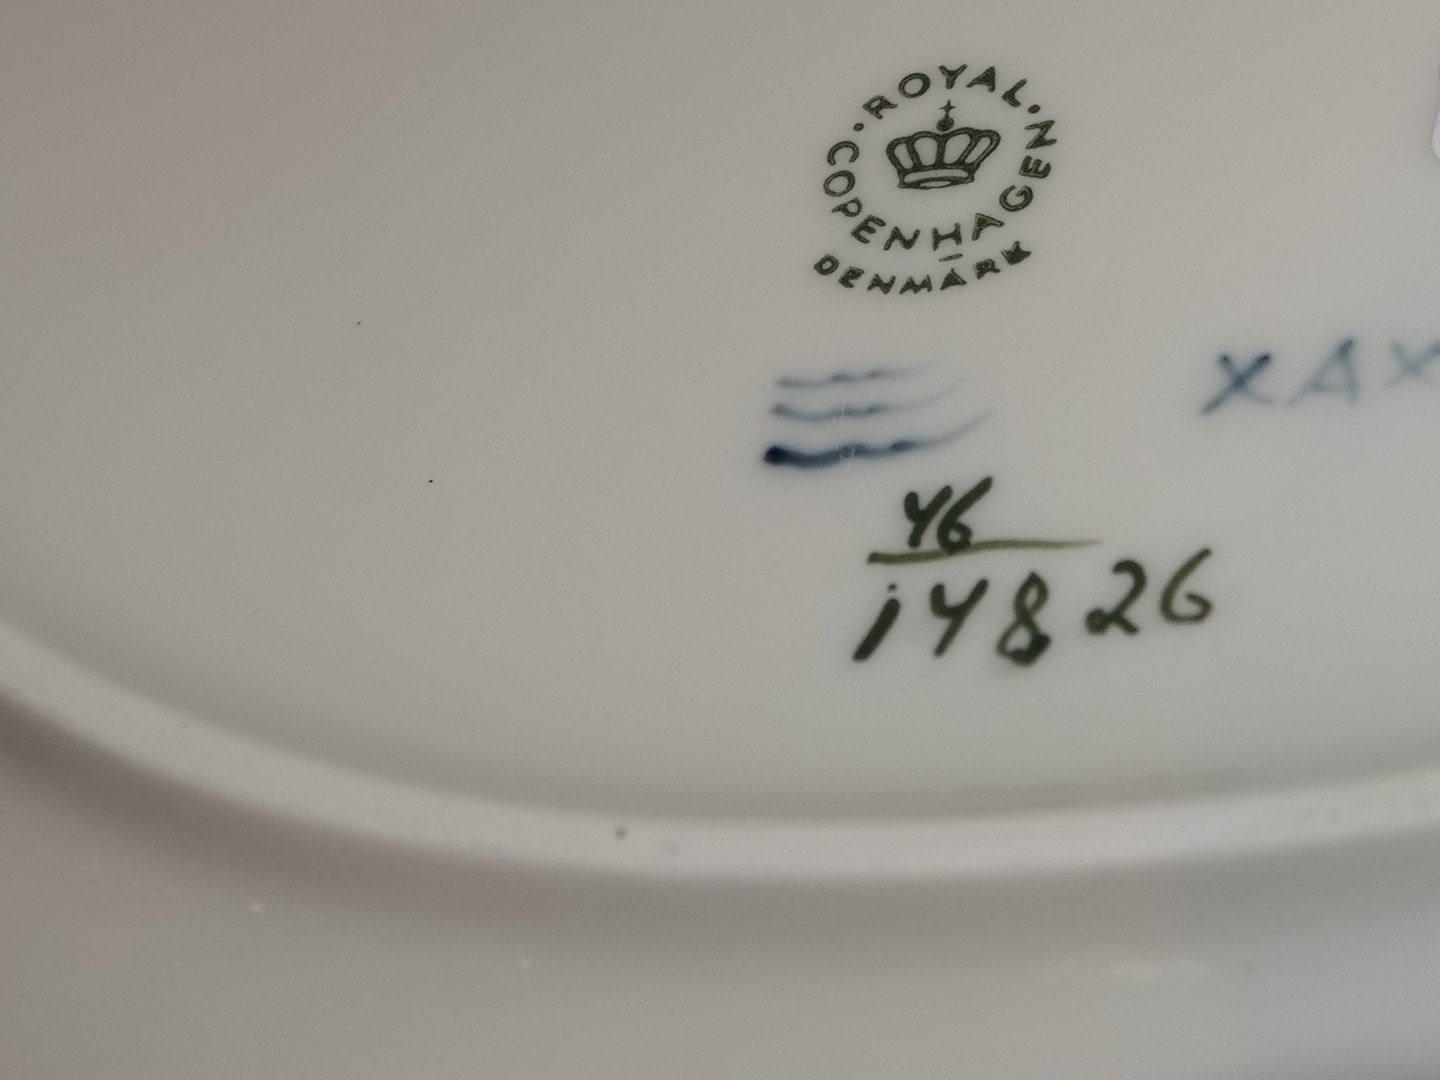 ROYAL
COPENHAGEN
DENMARK
XAX
46
14826